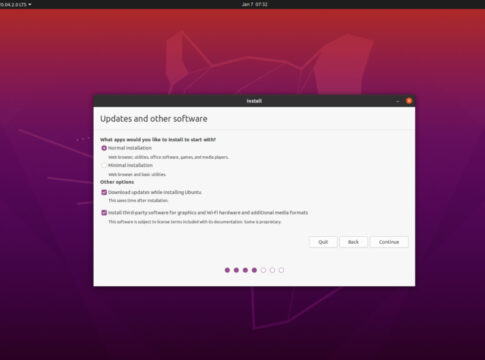 20.04.2.0 LTS
Jan 7 07:32
Install
Updates and other software
What apps would you like to install to start with?
Normal installation
Web browser, utilities, office software, games, and media players.
Minimal installation
Web browser and basic utilities.
Other options
Download updates while installing Ubuntu
This saves time after installation.
Install third-party software for graphics and Wi-Fi hardware and additional media formats
This software is subject to license terms included with its documentation. Some is proprietary.
Quit
Back
Continue